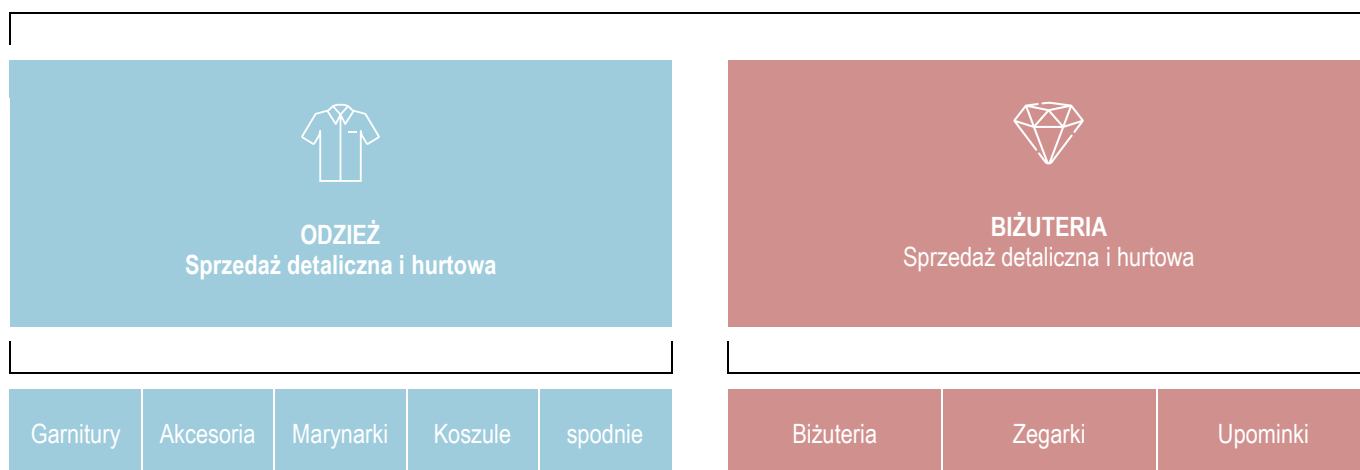 ODZIEŻ
Sprzedaż detaliczna i hurtowa
BIŻUTERIA
Sprzedaż detaliczna i hurtowa
Garnitury
Akcesoria
Marynarki
Koszule
spodnie
Biżuteria
Zegarki
Upominki